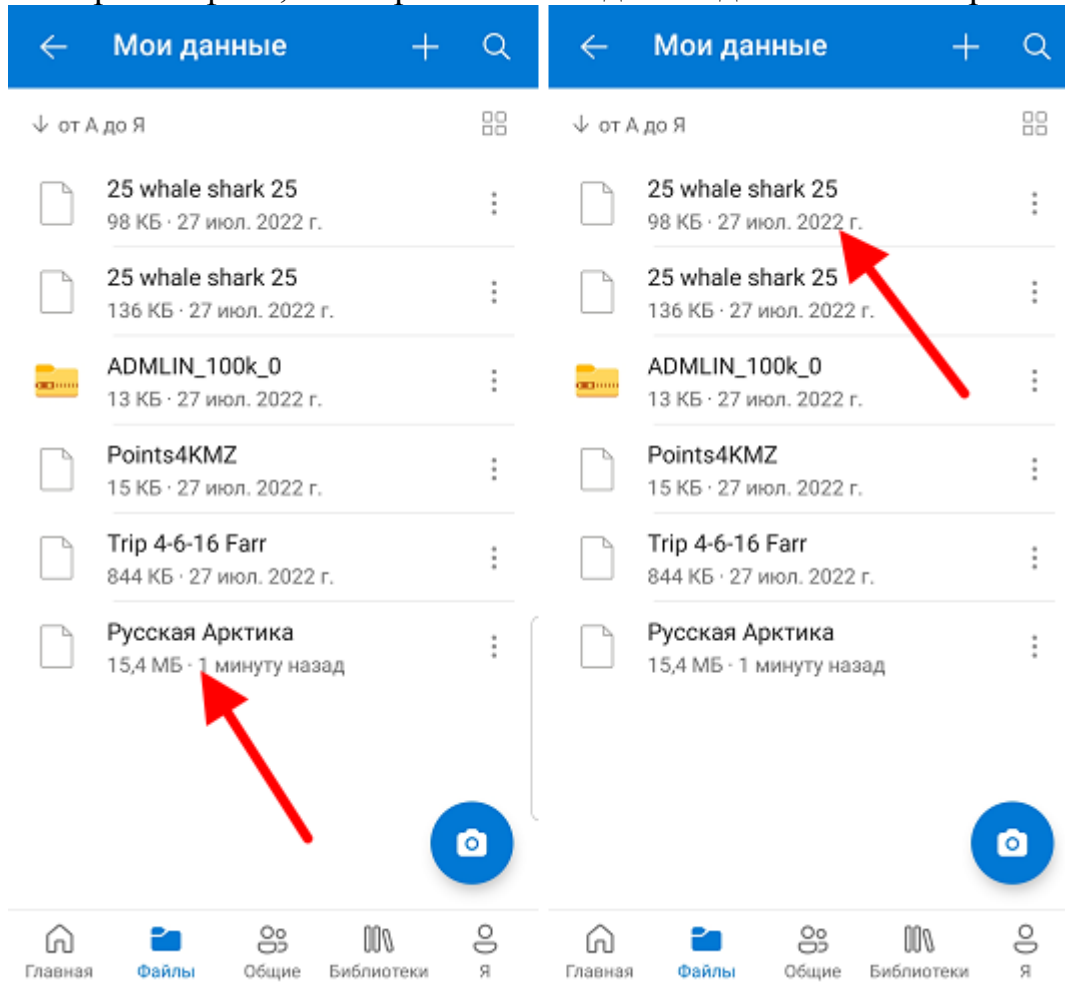 Мои данные
от А до Я
25 whale shark 25
98 КБ · 27 июл. 2022 г.
25 whale shark 25
136 КБ · 27 июл. 2022 г.
ADMLIN_100k_0
13 КБ · 27 июл. 2022 г.
Points4KMZ
15 КБ · 27 июл. 2022 г.
Trip 4-6-16 Farr
844 КБ · 27 июл. 2022 г.
Русская Арктика
15,4 МБ · 1 минуту назад
Главная Файлы Общие Библиотеки Я
Мои данные
от А до Я
25 whale shark 25
98 КБ · 27 июл. 2022 г.
25 whale shark 25
136 КБ · 27 июл. 2022 г.
ADMLIN_100k_0
13 КБ · 27 июл. 2022 г.
Points4KMZ
15 КБ · 27 июл. 2022 г.
Trip 4-6-16 Farr
844 КБ · 27 июл. 2022 г.
Русская Арктика
15,4 МБ · 1 минуту назад
Главная Файлы Общие Библиотеки Я